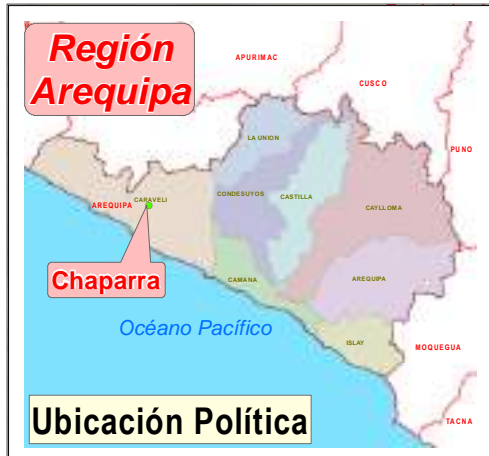 Región
Arequipa
APURIMAC
CUSCO
PUNO
LA UNION
CONDESUYOS
CASTILLA
CARAVELI
AREQUIPA
CAYLLOMA
Chaparra
CAMANA
AREQUIPA
Océano Pacífico
ISLAY
MOQUEGUA
Ubicación Política
TACNA